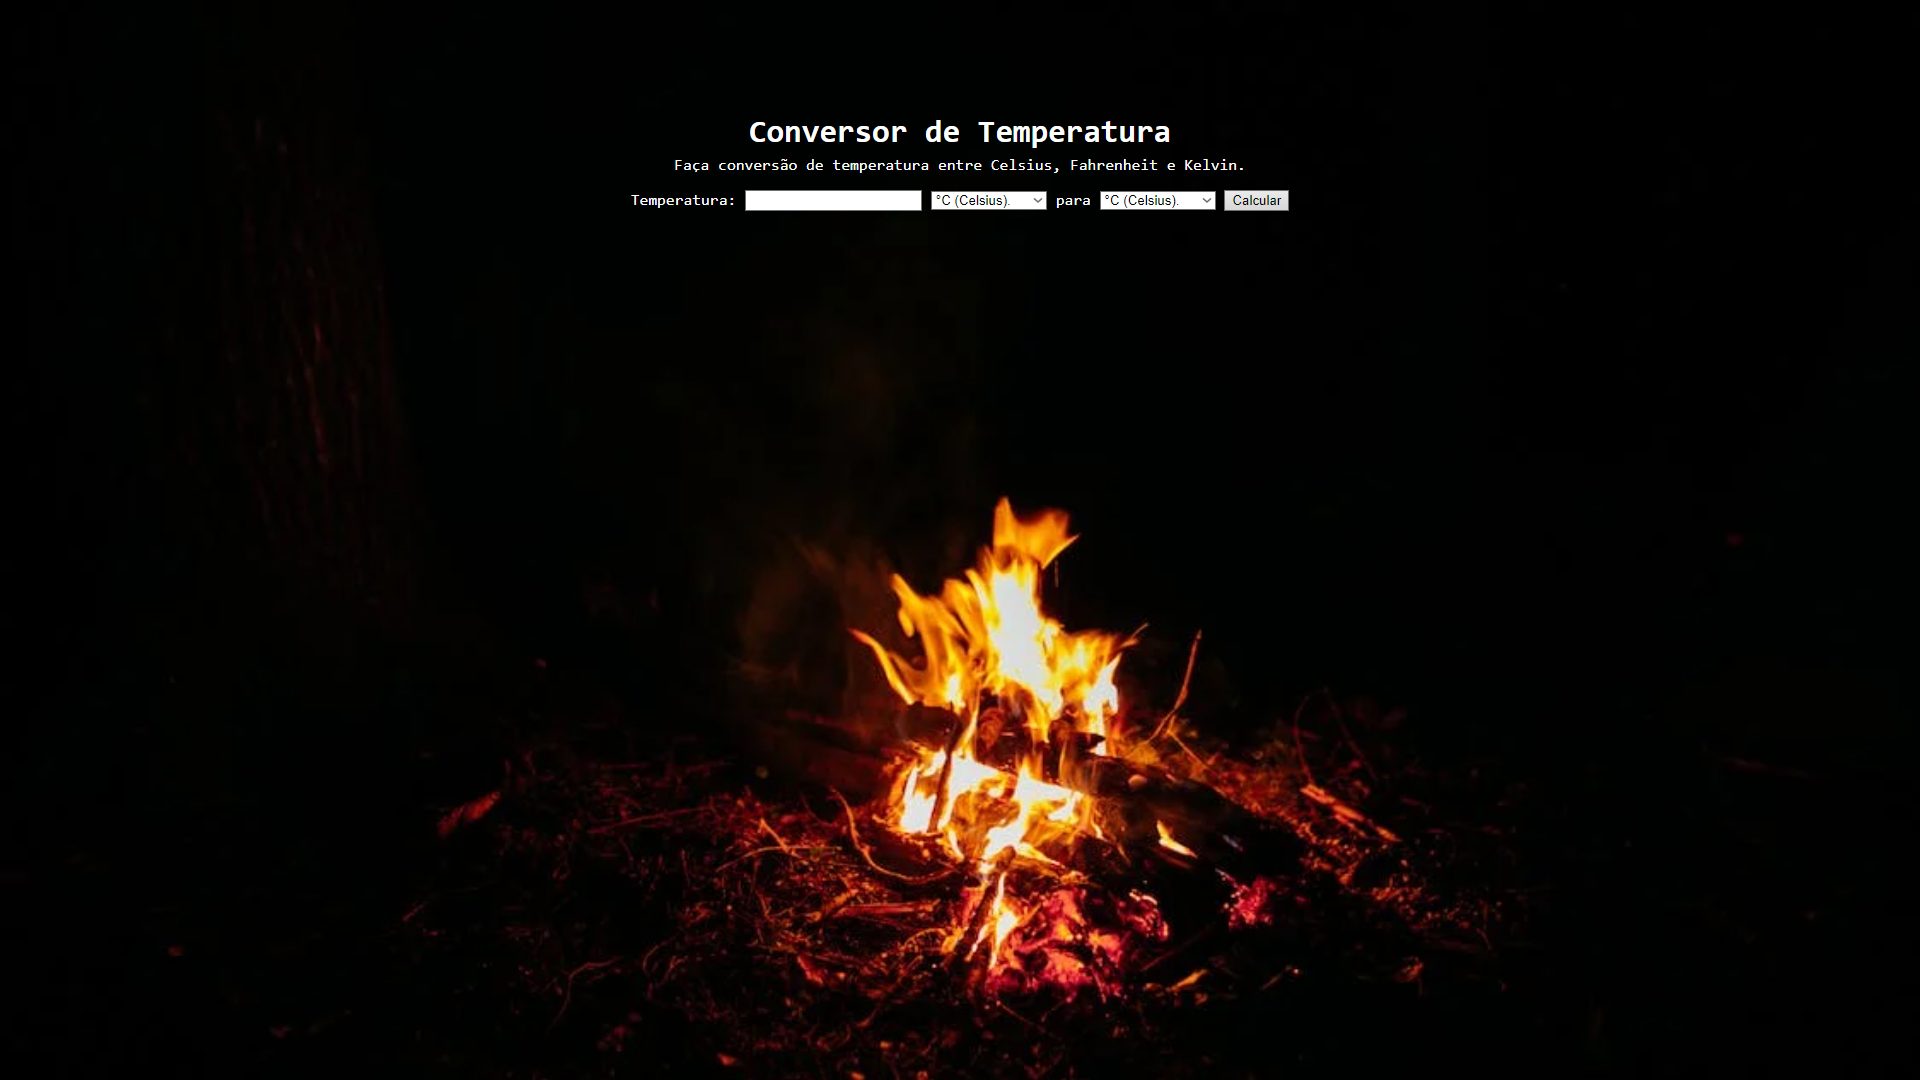 Conversor de Temperatura
Faça conversão de temperatura entre Celsius, Fahrenheit e Kelvin.
Temperatura: °C (Celsius). para °C (Celsius). Calcular